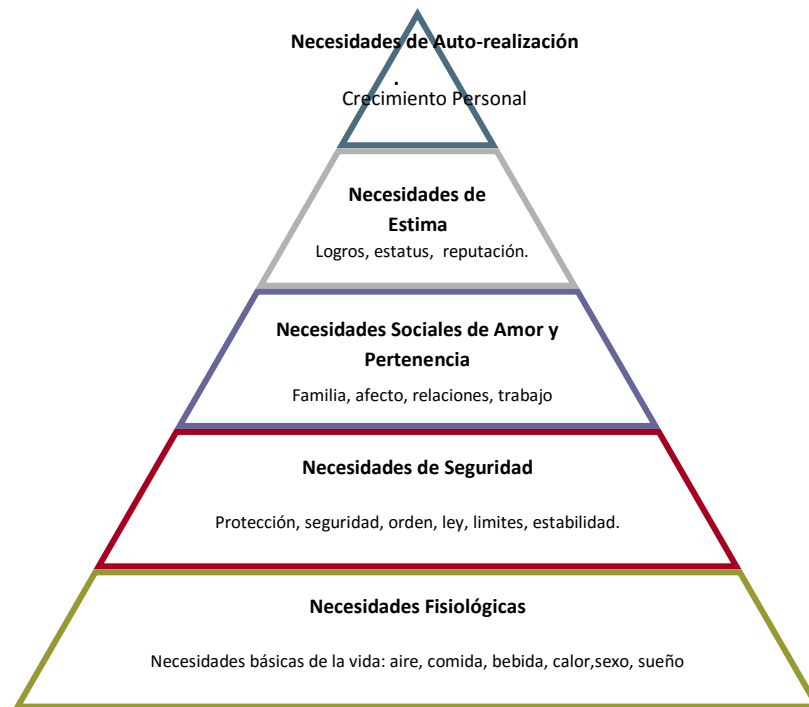 Necesidades de Auto-realización
.
Crecimiento Personal
Necesidades de
Estima
Logros, estatus, reputación.
Necesidades Sociales de Amor y
Pertenencia
Familia, afecto, relaciones, trabajo
Necesidades de Seguridad
Protección, seguridad, orden, ley, limites, estabilidad.
Necesidades Fisiológicas
Necesidades básicas de la vida: aire, comida, bebida, calor,sexo, sueño